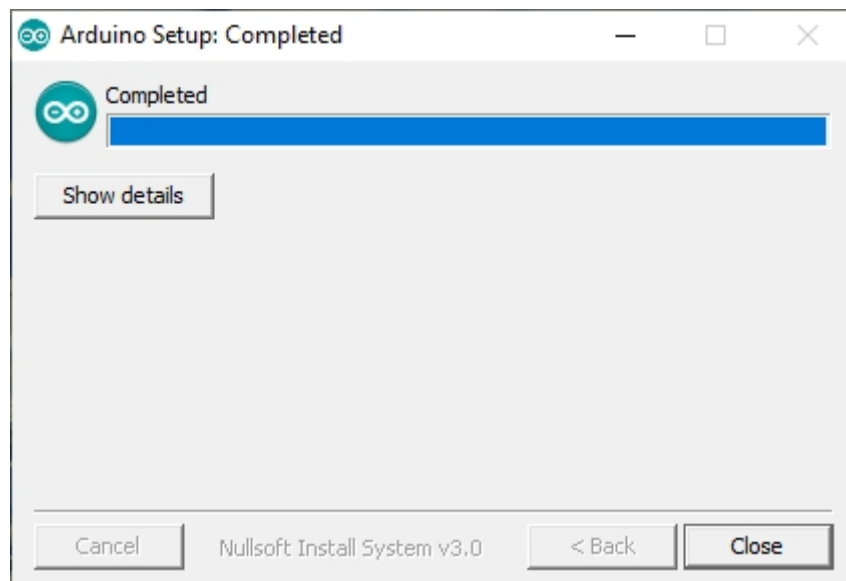 Arduino Setup: Completed
Completed
Show details
Cancel
Nullsoft Install System v3.0
< Back
Close